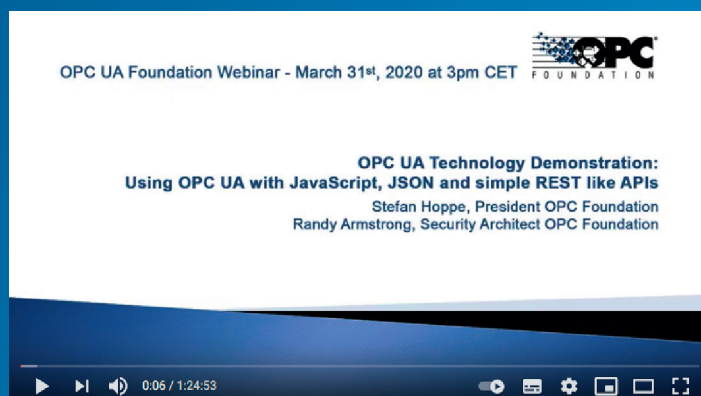 OPC
FOUNDATION
OPC UA Foundation Webinar - March 31st, 2020 at 3pm CET
OPC UA Technology Demonstration:
Using OPC UA with JavaScript, JSON and simple REST like APIs
Stefan Hoppe, President OPC Foundation
Randy Armstrong, Security Architect OPC Foundation
0:06 / 1:24:53